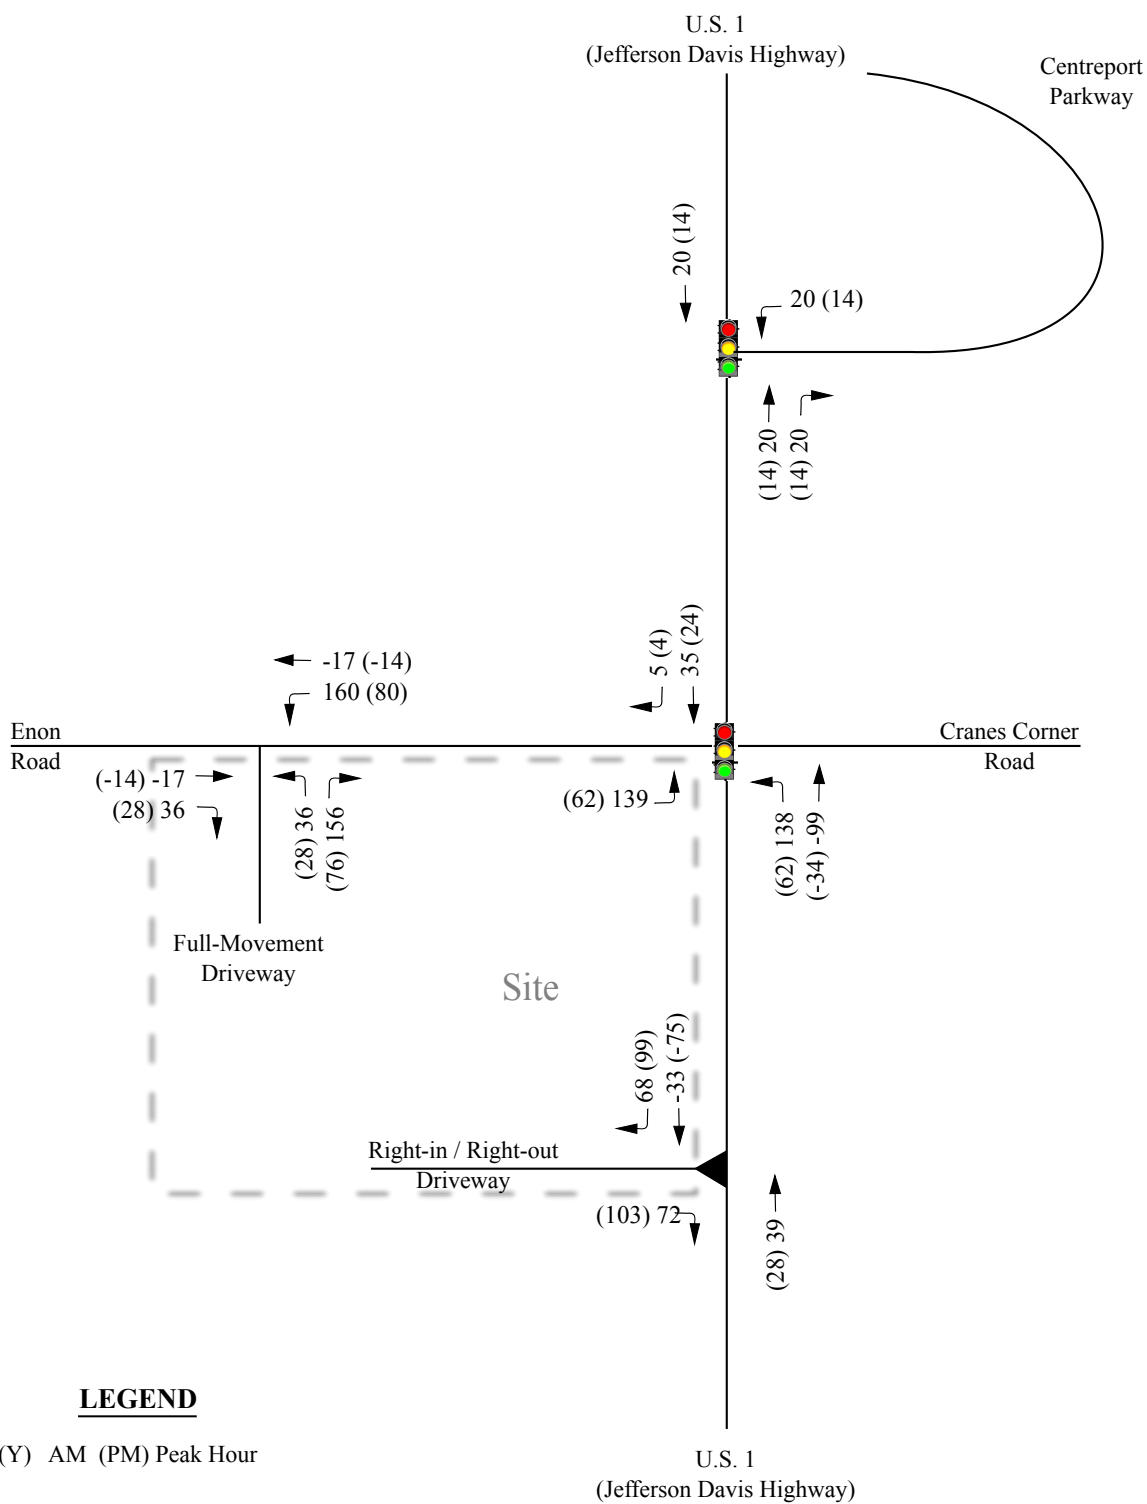 U.S. 1
(Jefferson Davis Highway)
Centreport
Parkway
20 (14)
20 (14)
(14) 20
(14) 20
5 (4)
35 (24)
-17 (-14)
160 (80)
Enon
Road
Cranes Corner
Road
(-14) -17
(28) 36
(28) 36
(76) 156
(62) 139
(62) 138
(-34) -99
Full-Movement
Driveway
Site
68 (99)
-33 (-75)
Right-in / Right-out
Driveway
(103) 72
(28) 39
LEGEND
(Y) AM (PM) Peak Hour
U.S. 1
(Jefferson Davis Highway)